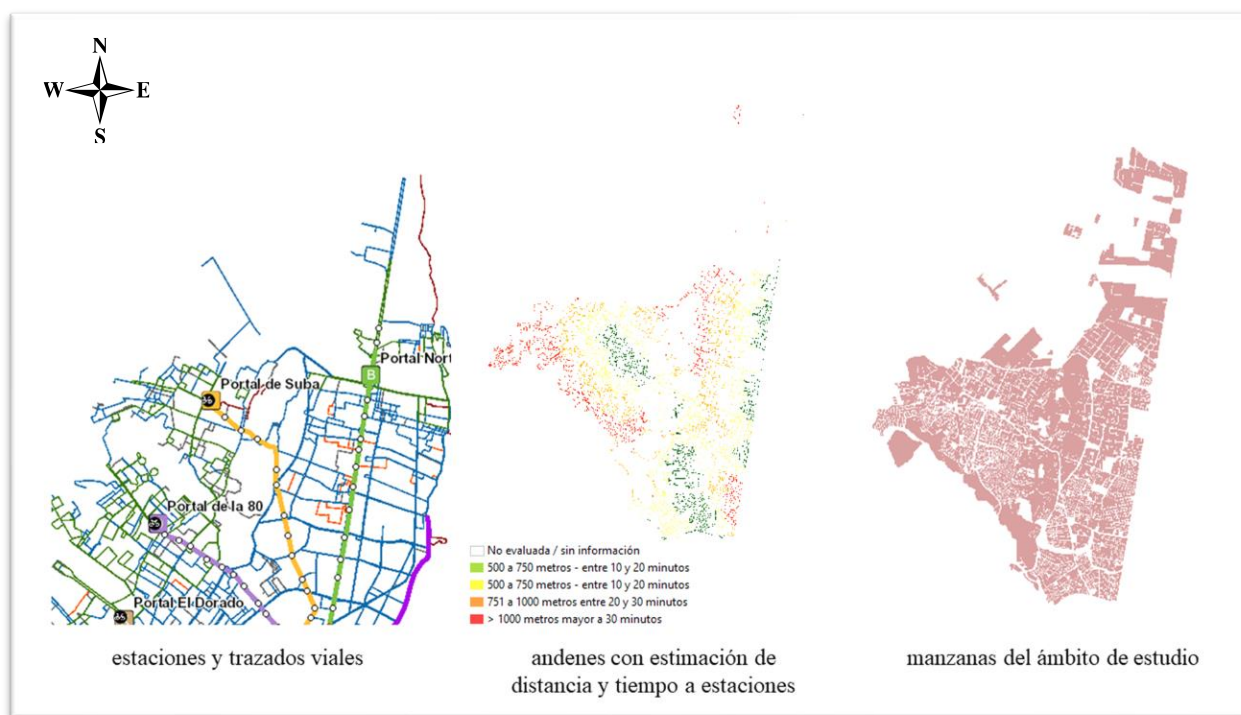 N
W E
S
Portal Nort
B
Portal de Suba
Portal de la 80
Portal El Dorado
No evaluada / sin información
500 a 750 metros - entre 10 y 20 minutos
500 a 750 metros - entre 10 y 20 minutos
751 a 1000 metros entre 20 y 30 minutos
> 1000 metros mayor a 30 minutos
estaciones y trazados viales
andenes con estimación de
distancia y tiempo a estaciones
manzanas del ámbito de estudio